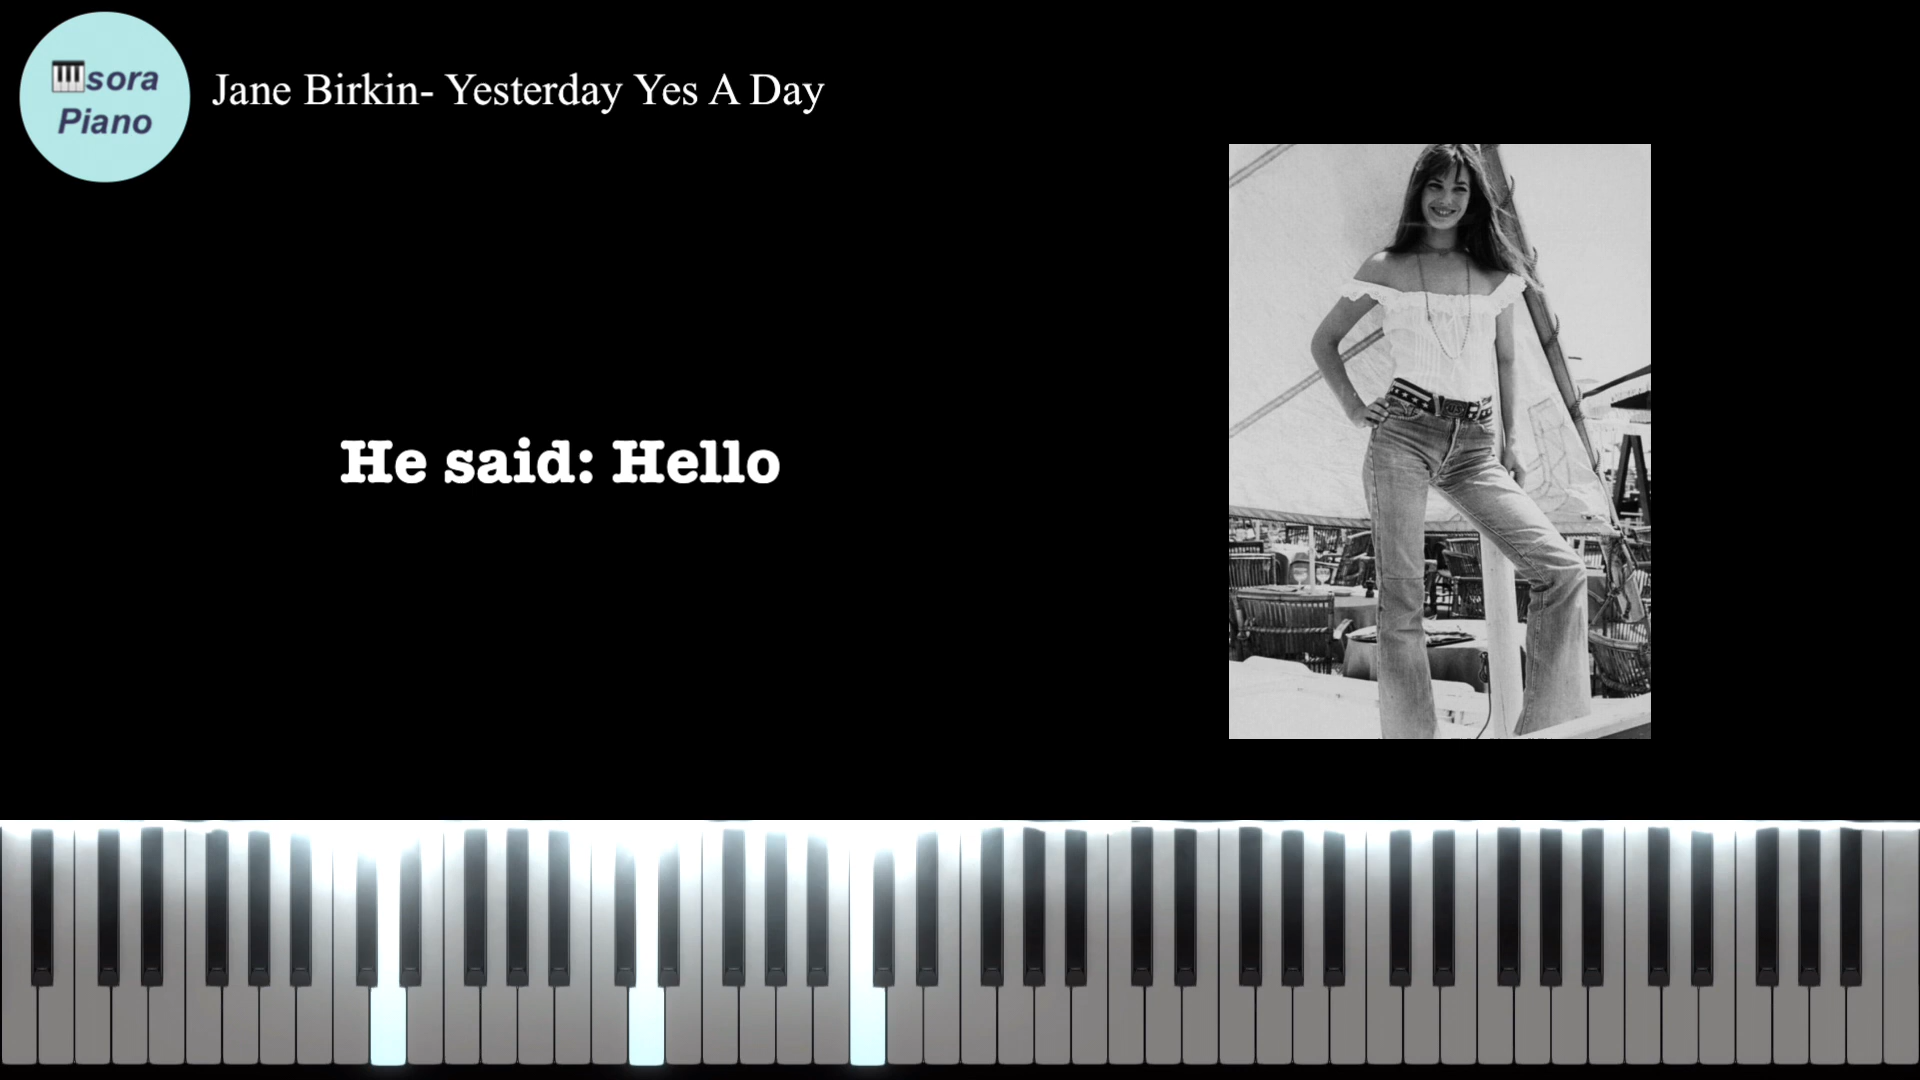 sora
Piano
Jane Birkin- Yesterday Yes A Day
He said: Hello